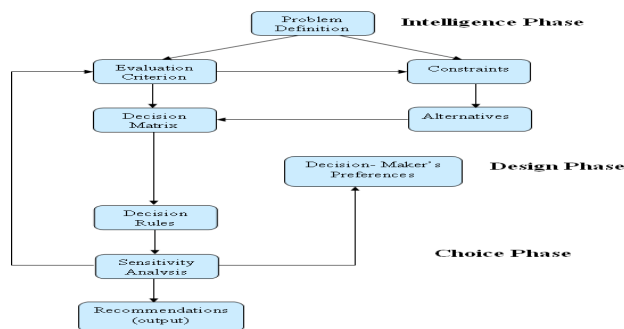 Problem
Definition
Intelligence Phase
Evaluation
Criterion
Constraints
Decision
Matrix
Alternatives
Decision- Maker`s
Preferences
Design Phase
Decision
Rules
Choice Phase
Sensitivity
Analysis
Recommendations
(output)